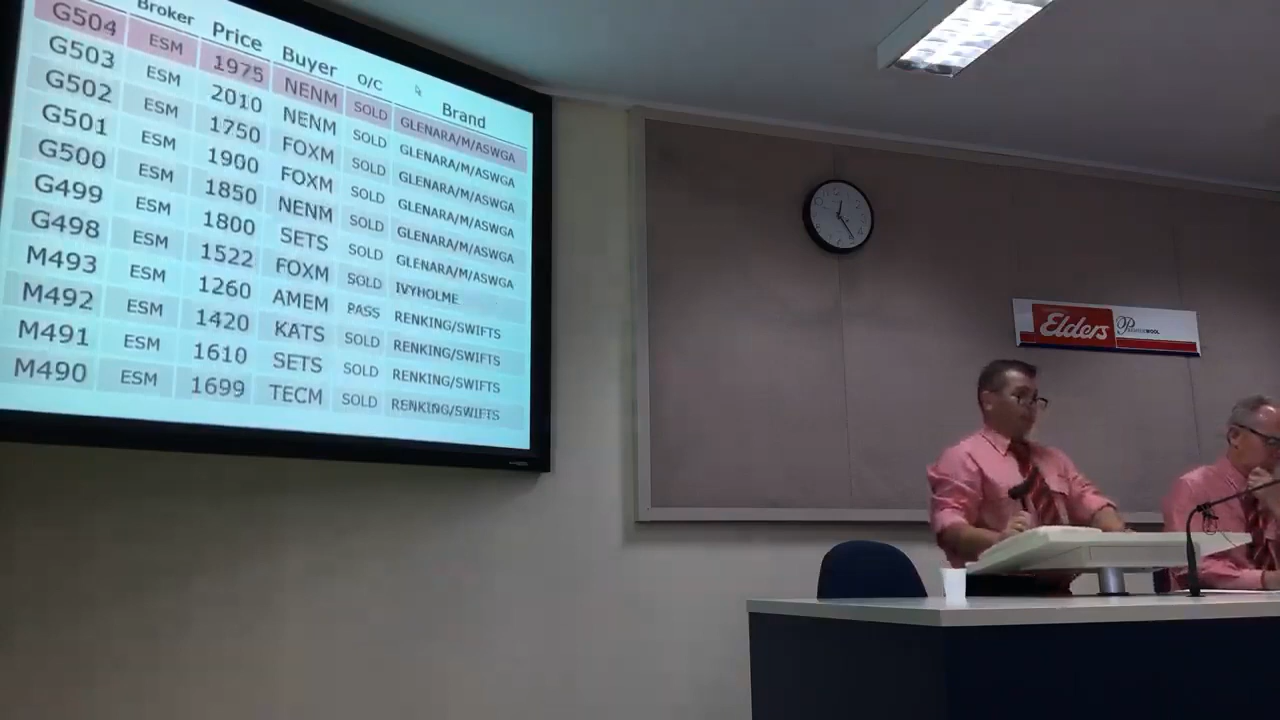 Broker Price Buyer O/C Brand
G504 ESM 1975 NENM SOLD GLENARA/M/ASWGA
G503 ESM 2010 NENM SOLD GLENARA/M/ASWGA
G502 ESM 1750 FOXM SOLD GLENARA/M/ASWGA
G501 ESM 1900 FOXM SOLD GLENARA/M/ASWGA
G500 ESM 1850 NENM SOLD GLENARA/M/ASWGA
G499 ESM 1800 SETS SOLD GLENARA/M/ASWGA
G498 ESM 1522 FOXM SOLD IVYHOLME
M493 ESM 1260 AMEM PASS RENKING/SWIFTS
M492 ESM 1420 KATS SOLD RENKING/SWIFTS
M491 ESM 1610 SETS SOLD RENKING/SWIFTS
M490 ESM 1699 TECM SOLD RENKING/SWIFTS
Elders